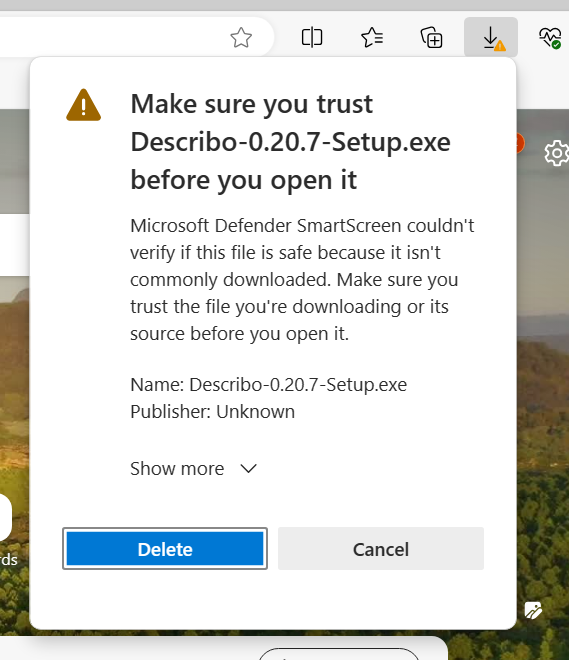 Make sure you trust
Describo-0.20.7-Setup.exe
before you open it
Microsoft Defender SmartScreen couldn't
verify if this file is safe because it isn't
commonly downloaded. Make sure you
trust the file you're downloading or its
source before you open it.
Name: Describo-0.20.7-Setup.exe
Publisher: Unknown
Show more
Delete
Cancel